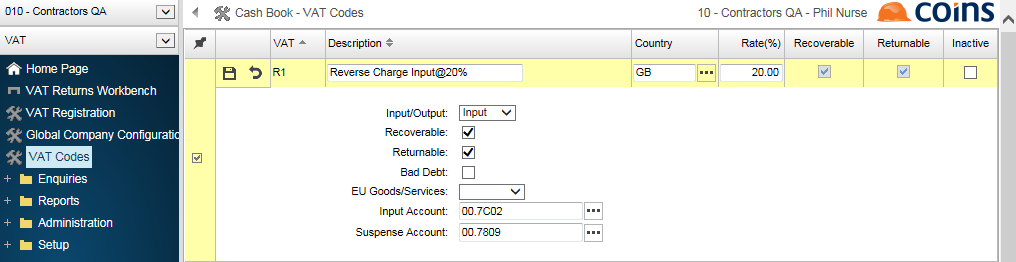 010 - Contractors QA
Cash Book - VAT Codes
10 - Contractors QA - Phil Nurse
coins
VAT
Home Page
VAT Returns Workbench
VAT Registration
Global Company Configuratio
VAT Codes
+ Enquiries
+ Reports
+ Administration
+ Setup
VAT Description Country Rate(%) Recoverable Returnable Inactive
R1 Reverse Charge Input@20% GB ... 20.00
Input/Output: Input
Recoverable:
Returnable:
Bad Debt:
EU Goods/Services:
Input Account: 00.7C02 ...
Suspense Account: 00.7809 ...